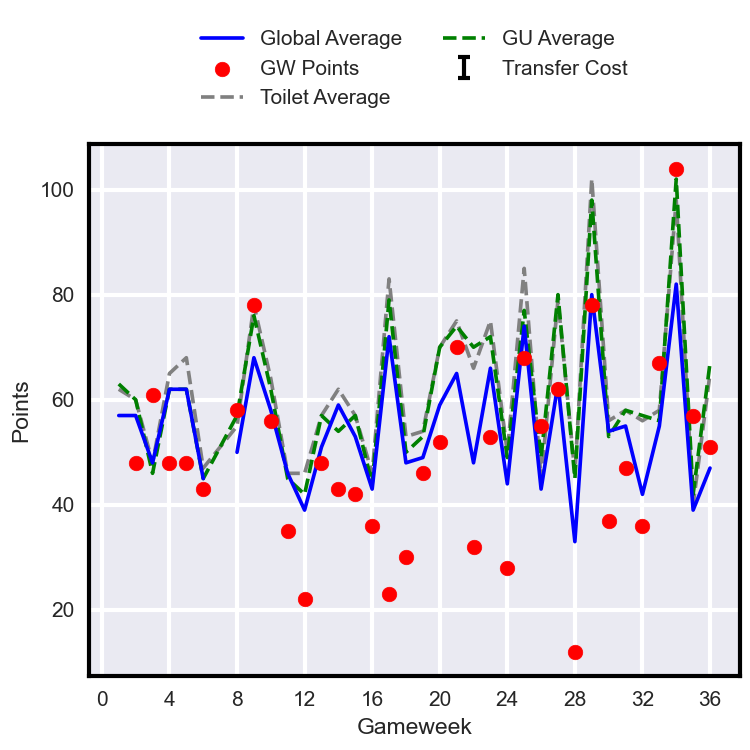 Global Average
GW Points
Toilet Average
GU Average
Transfer Cost
100
80
60
40
20
Points
0 4 8 12 16 20 24 28 32 36
Gameweek